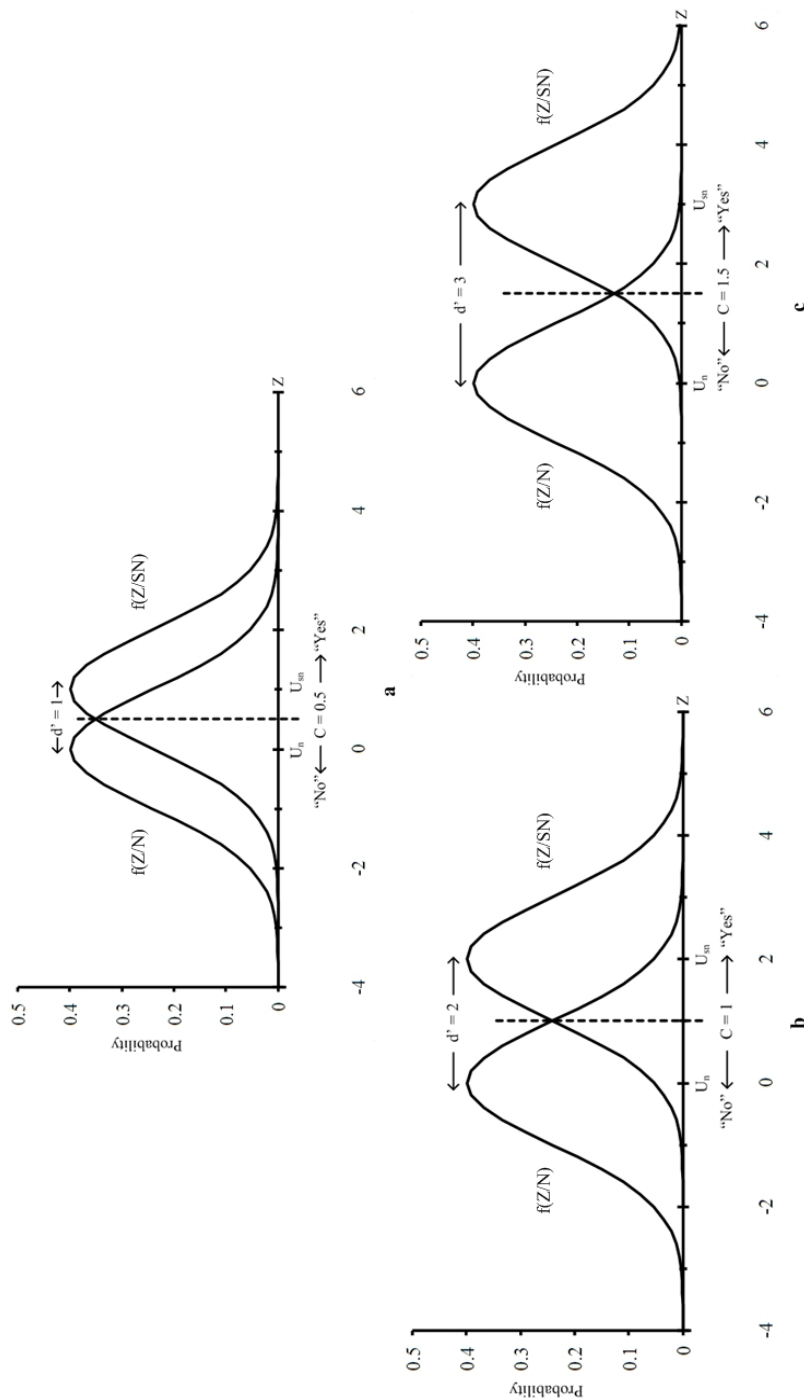 0.5
0.4
0.3
0.2
0.1
0
Probability
-4
-2
0
2
4
6
Z
f(Z/N)
f(Z/SN)
d' = 1
Uₙ
Uₛₙ
“No” C = 0.5 “Yes”
a
0.5
0.4
0.3
0.2
0.1
0
Probability
-4
-2
0
2
4
6
Z
f(Z/N)
f(Z/SN)
d' = 2
Uₙ
Uₛₙ
“No” C = 1 “Yes”
b
0.5
0.4
0.3
0.2
0.1
0
Probability
-4
-2
0
2
4
6
Z
f(Z/N)
f(Z/SN)
d' = 3
Uₙ
Uₛₙ
“No” C = 1.5 “Yes”
c